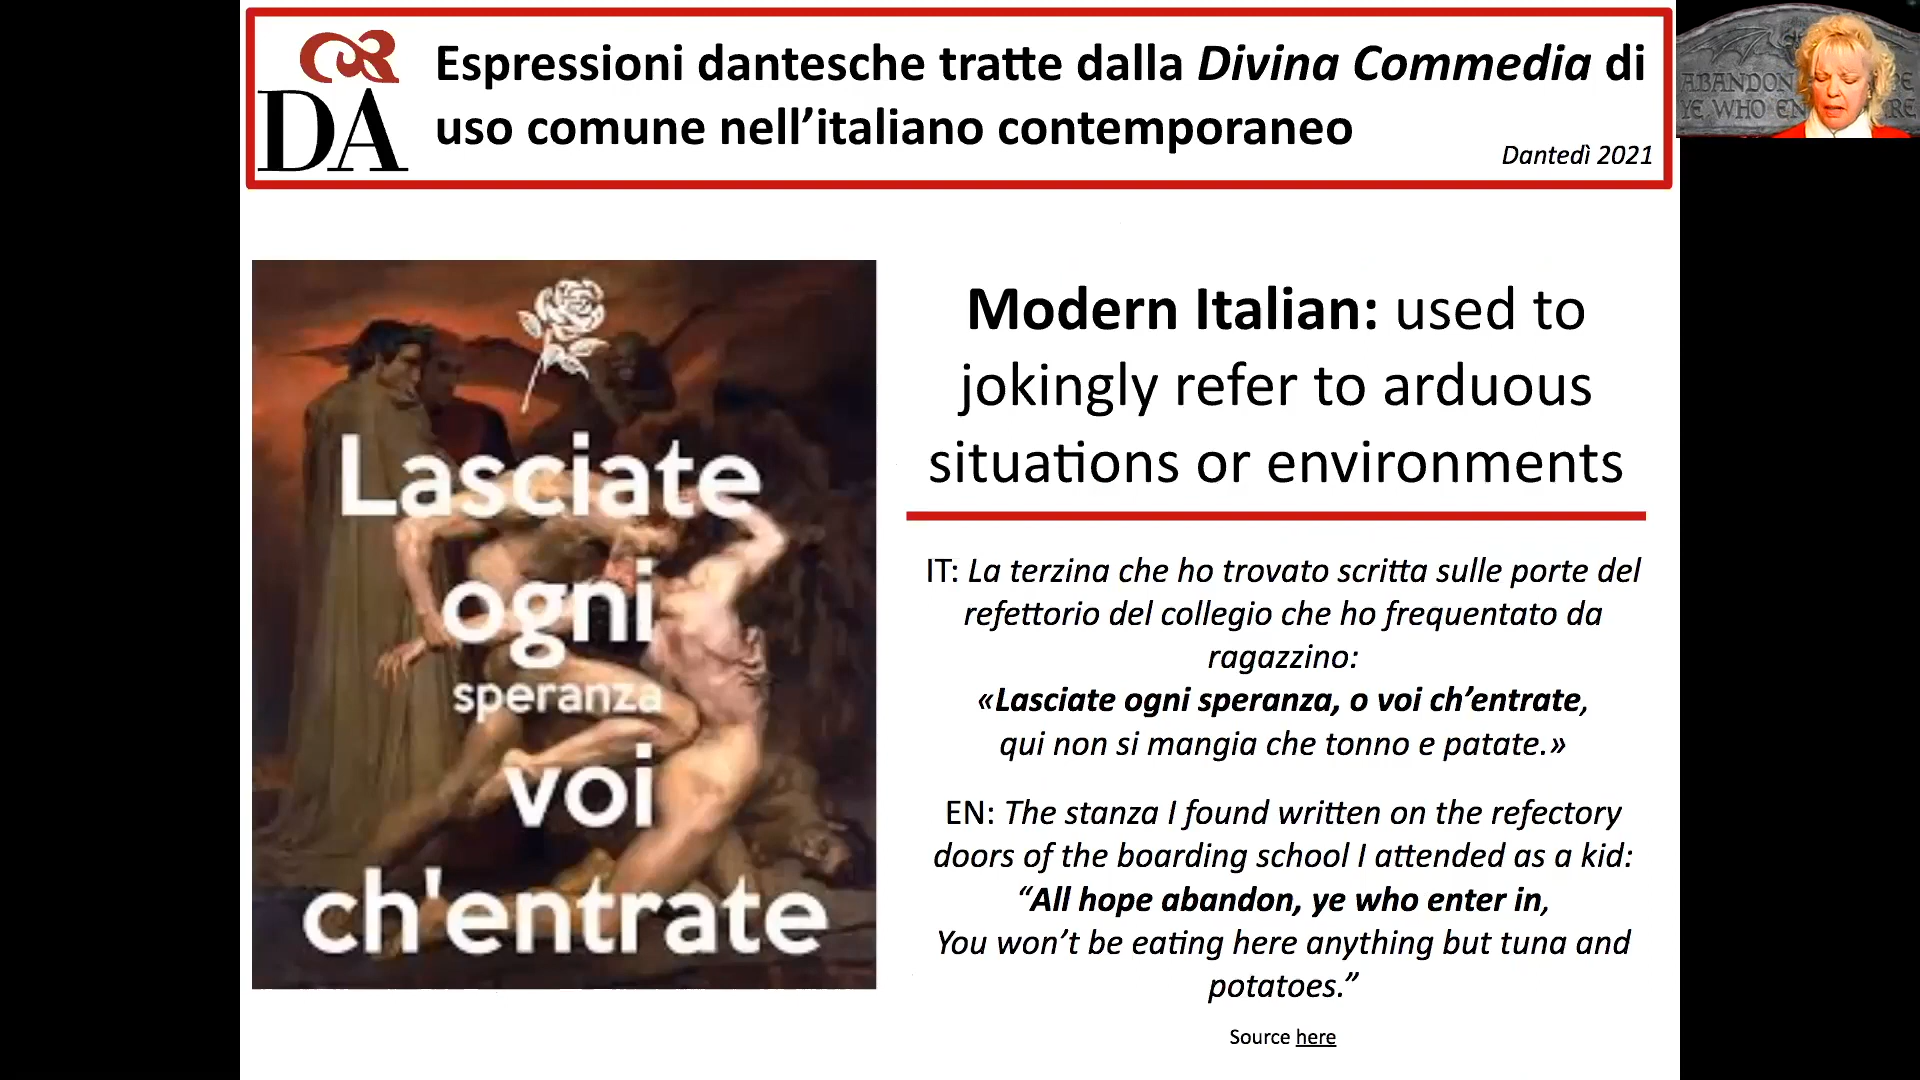 DA
Espressioni dantesche tratte dalla Divina Commedia di
uso comune nell’italiano contemporaneo
Dantedì 2021
ABANDON
YE WHO EN
Lasciate
ogni
speranza
voi
ch'entrate
Modern Italian: used to
jokingly refer to arduous
situations or environments
IT: La terzina che ho trovato scritta sulle porte del
refettorio del collegio che ho frequentato da
ragazzino:
«Lasciate ogni speranza, o voi ch’entrate,
qui non si mangia che tonno e patate.»
EN: The stanza I found written on the refectory
doors of the boarding school I attended as a kid:
“All hope abandon, ye who enter in,
You won’t be eating here anything but tuna and
potatoes.”
Source here